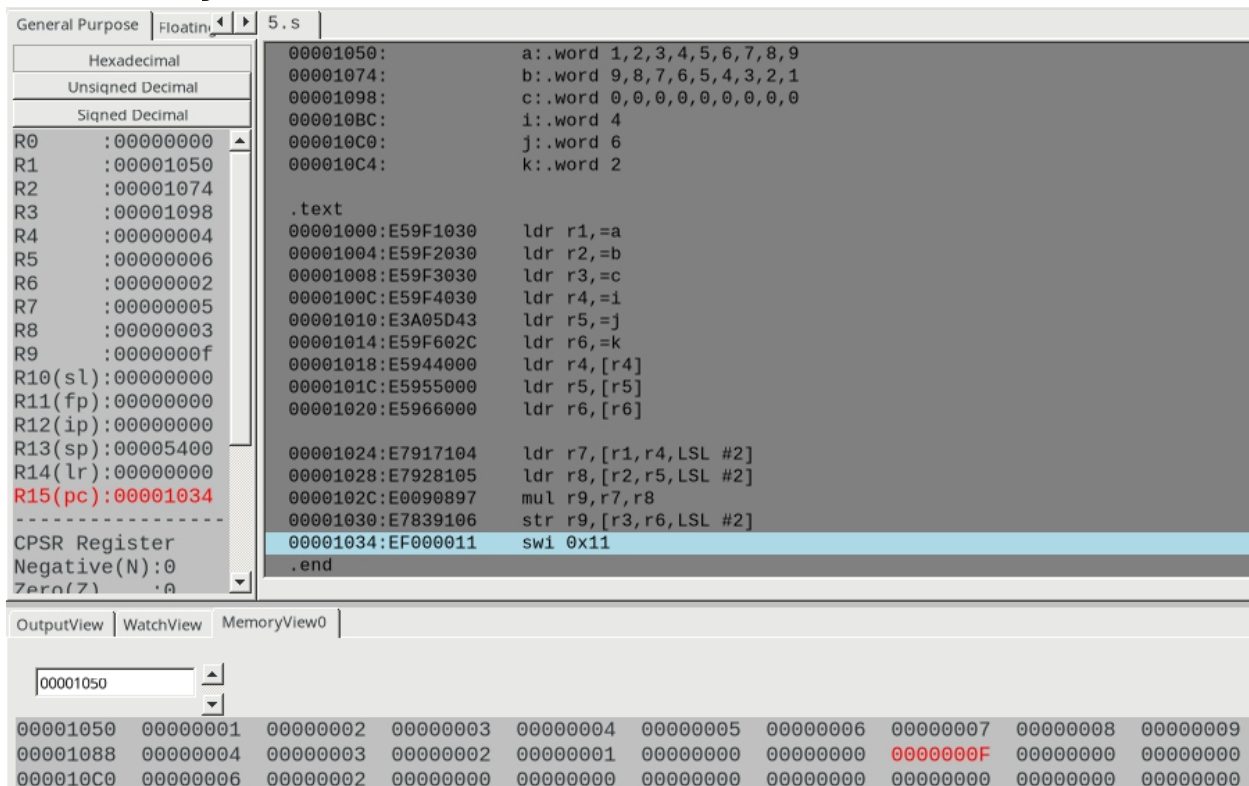 General Purpose Floating 5.s
Hexadecimal
Unsigned Decimal
Signed Decimal
R0 :00000000
R1 :00001050
R2 :00001074
R3 :00001098
R4 :00000004
R5 :00000006
R6 :00000002
R7 :00000005
R8 :00000003
R9 :0000000f
R10(sl):00000000
R11(fp):00000000
R12(ip):00000000
R13(sp):00005400
R14(lr):00000000
R15(pc):00001034
------------------
CPSR Register
Negative(N):0
Zero(Z) :0
00001050: a:.word 1,2,3,4,5,6,7,8,9
00001074: b:.word 9,8,7,6,5,4,3,2,1
00001098: c:.word 0,0,0,0,0,0,0,0,0
000010BC: i:.word 4
000010C0: j:.word 6
000010C4: k:.word 2
.text
00001000:E59F1030 ldr r1,=a
00001004:E59F2030 ldr r2,=b
00001008:E59F3030 ldr r3,=c
0000100C:E59F4030 ldr r4,=i
00001010:E3A05D43 ldr r5,=j
00001014:E59F602C ldr r6,=k
00001018:E5944000 ldr r4,[r4]
0000101C:E5955000 ldr r5,[r5]
00001020:E5966000 ldr r6,[r6]
00001024:E7917104 ldr r7,[r1,r4,LSL #2]
00001028:E7928105 ldr r8,[r2,r5,LSL #2]
0000102C:E0090897 mul r9,r7,r8
00001030:E7839106 str r9,[r3,r6,LSL #2]
00001034:EF000011 swi 0x11
.end
OutputView WatchView MemoryView0
00001050
00001050 00000001 00000002 00000003 00000004 00000005 00000006 00000007 00000008 00000009
00001088 00000004 00000003 00000002 00000001 00000000 00000000 0000000F 00000000 00000000
000010C0 00000006 00000002 00000000 00000000 00000000 00000000 00000000 00000000 00000000